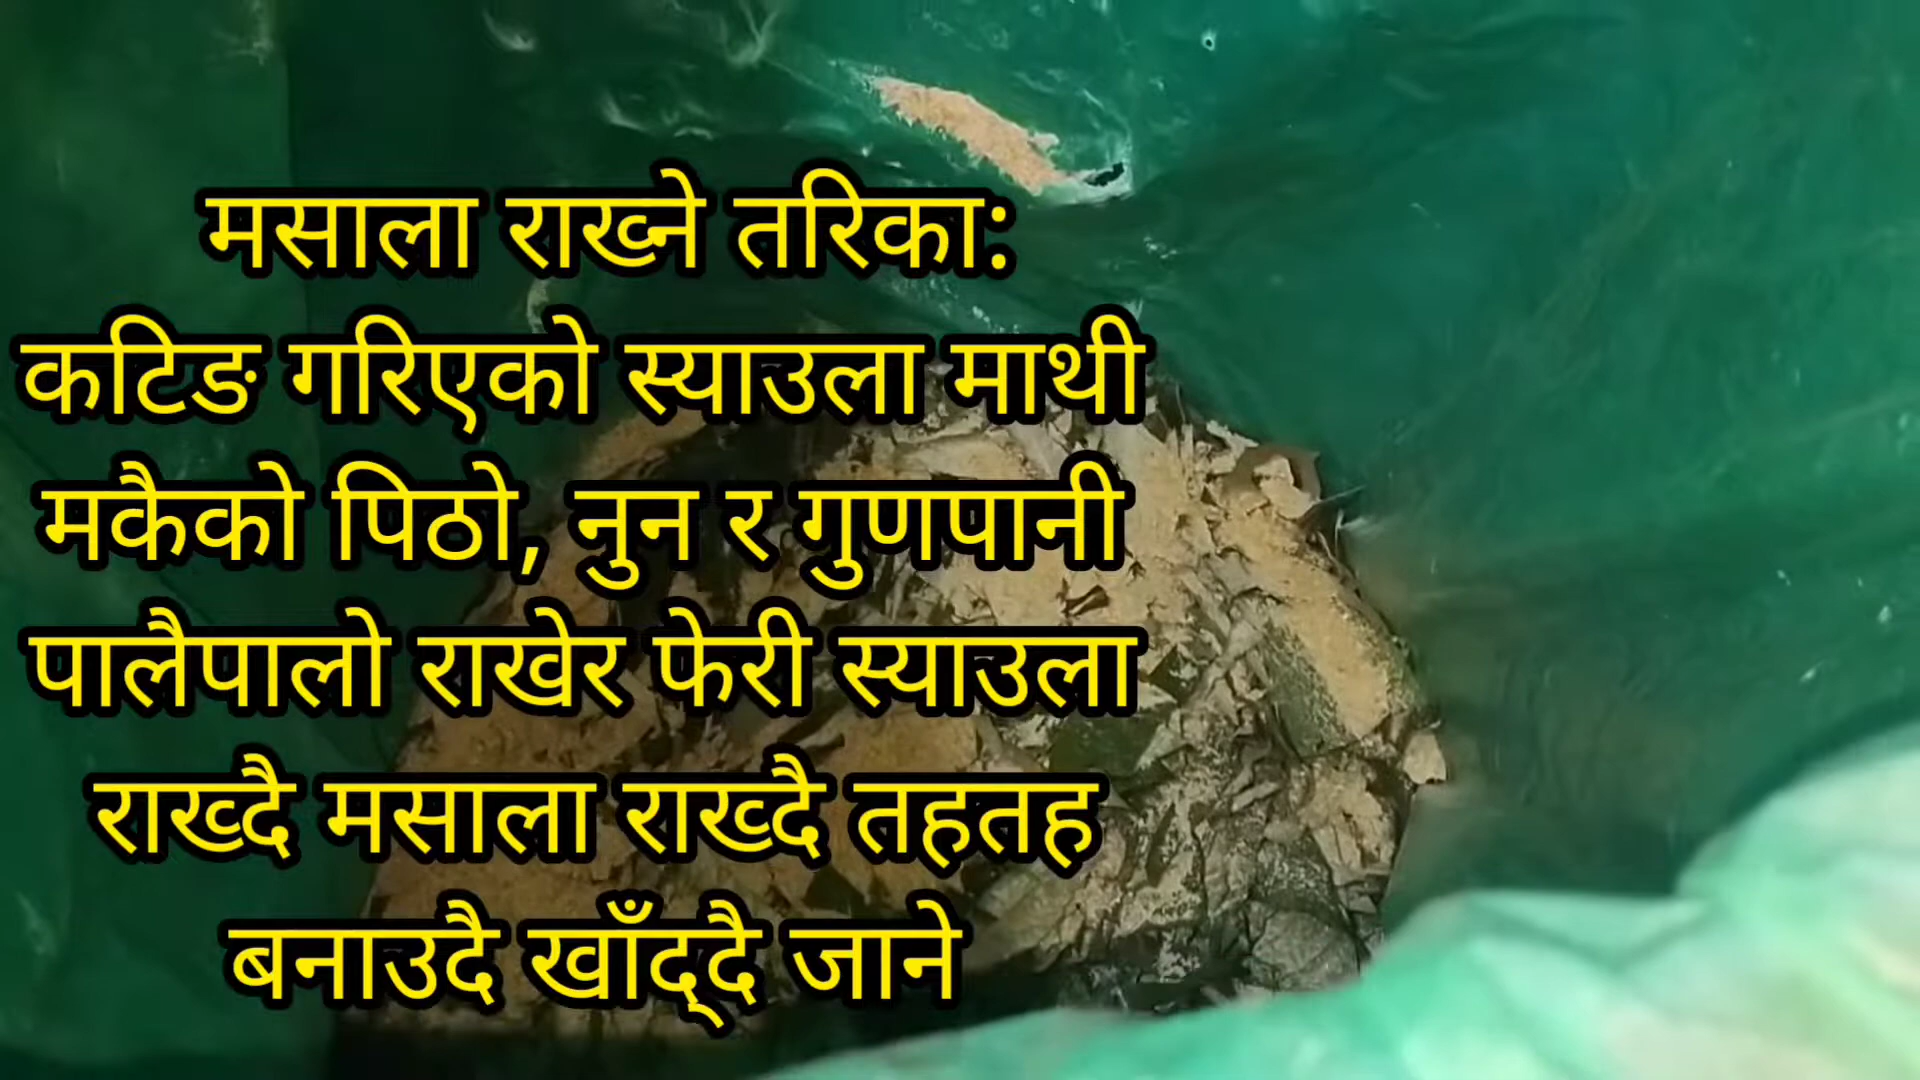 मसाला राख्ने तरिका:
कटिङ गरिएको स्याउला माथी
मकैको पिठो, नुन र गुणपानी
पालैपालो राखेर फेरी स्याउला
राख्दै मसाला राख्दै तहतह
बनाउदै खाँद्दै जाने